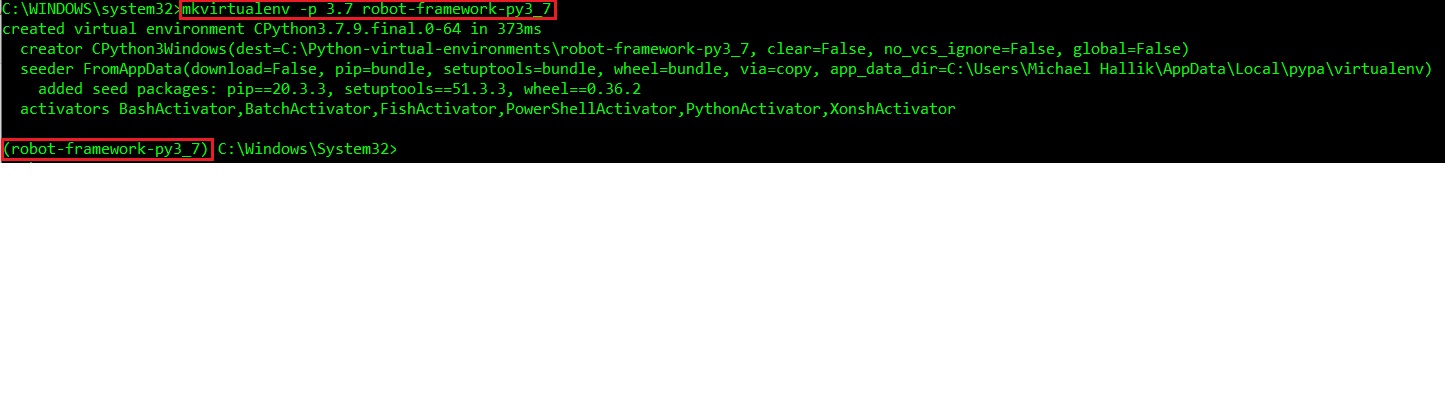 C:\WINDOWS\system32>mkvirtualenv -p 3.7 robot-framework-py3_7
created virtual environment CPython3.7.9.final.0-64 in 373ms
  creator CPython3Windows(dest=C:\Python-virtual-environments\robot-framework-py3_7, clear=False, no_vcs_ignore=False, global=False)
  seeder FromAppData(download=False, pip=bundle, setuptools=bundle, wheel=bundle, via=copy, app_data_dir=C:\Users\Michael Hallik\AppData\Local\pypa\virtualenv)
    added seed packages: pip==20.3.3, setuptools==51.3.3, wheel==0.36.2
  activators BashActivator,BatchActivator,FishActivator,PowerShellActivator,PythonActivator,XonshActivator
(robot-framework-py3_7) C:\Windows\System32>